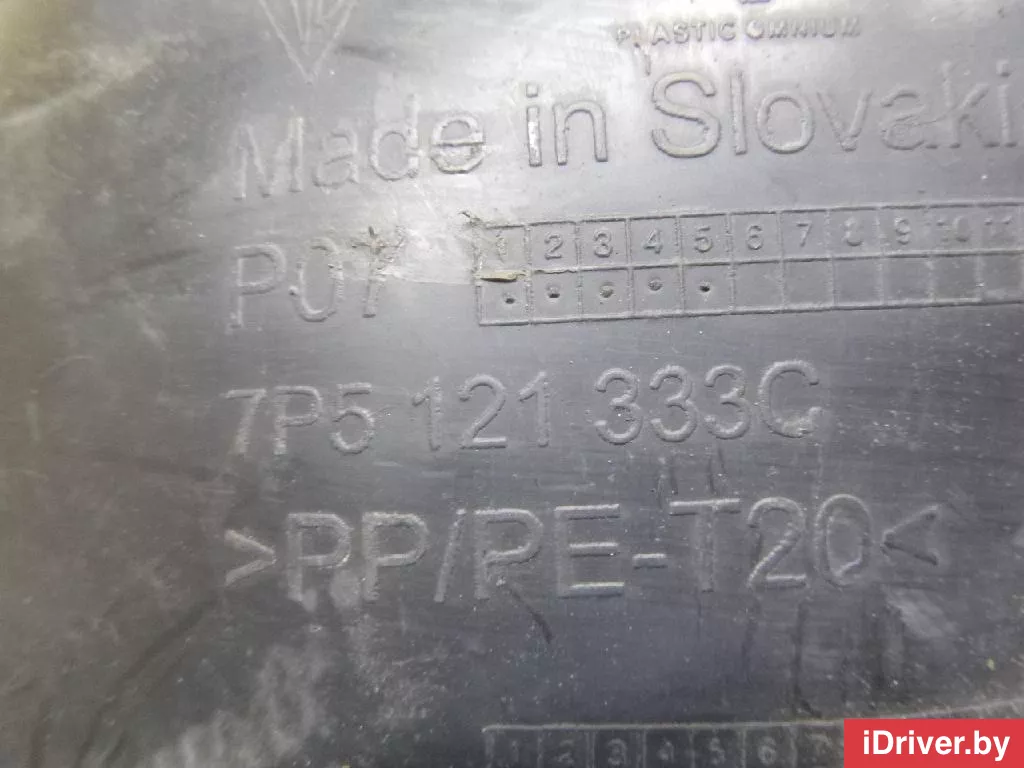 PLASTIC OMNIUM
Made in Slovaki
P07
1 2 3 4 5 6 7 8 9 10 11
7P5 121 333C
>PP/PE-T20<
1 2 3 4 5 6
iDriver.by